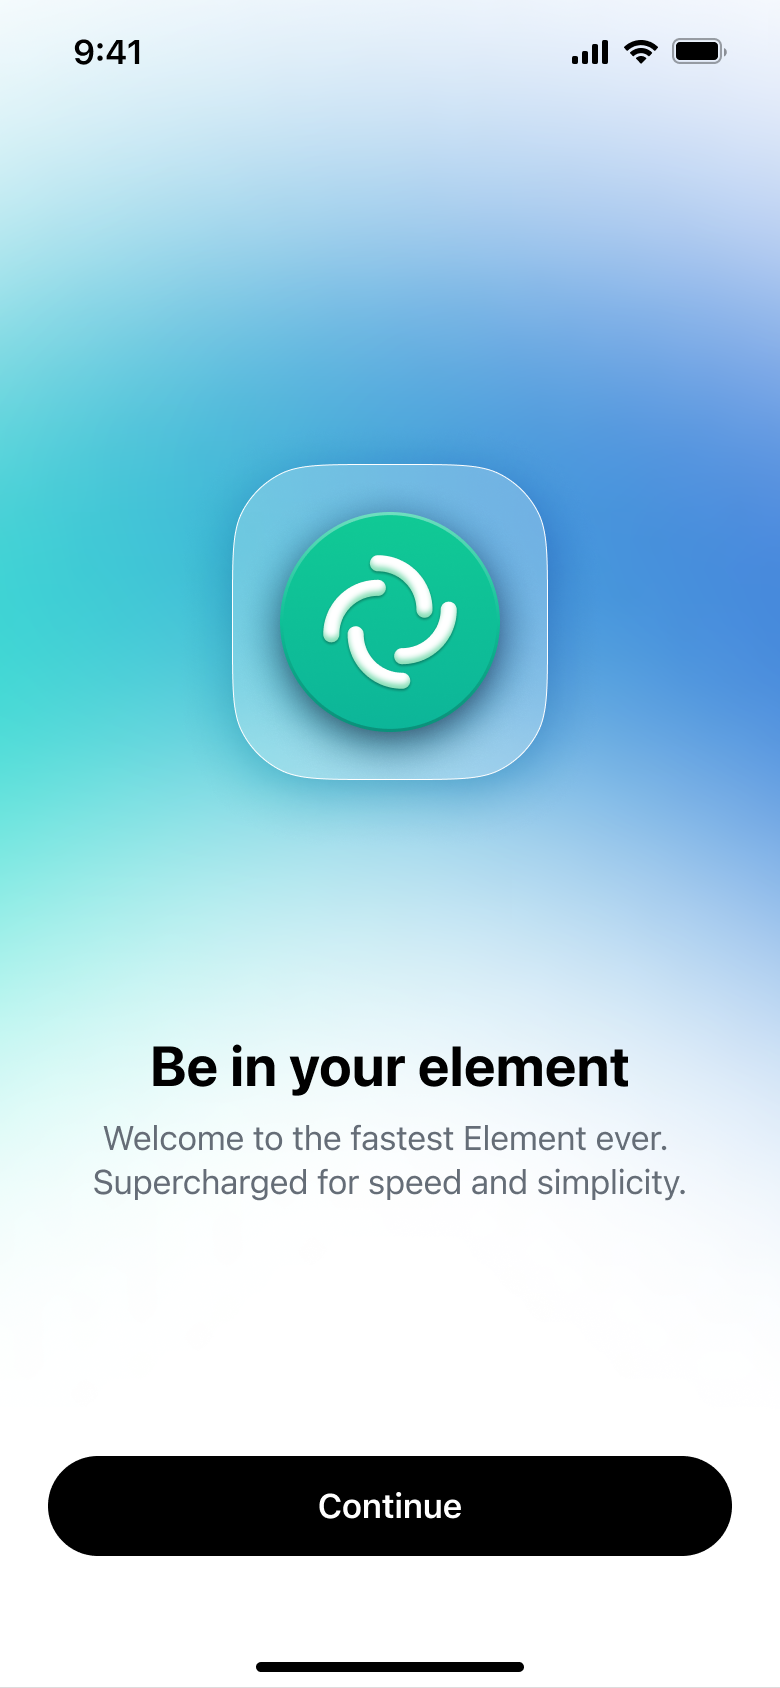 9:41
Be in your element
Welcome to the fastest Element ever.
Supercharged for speed and simplicity.
Continue